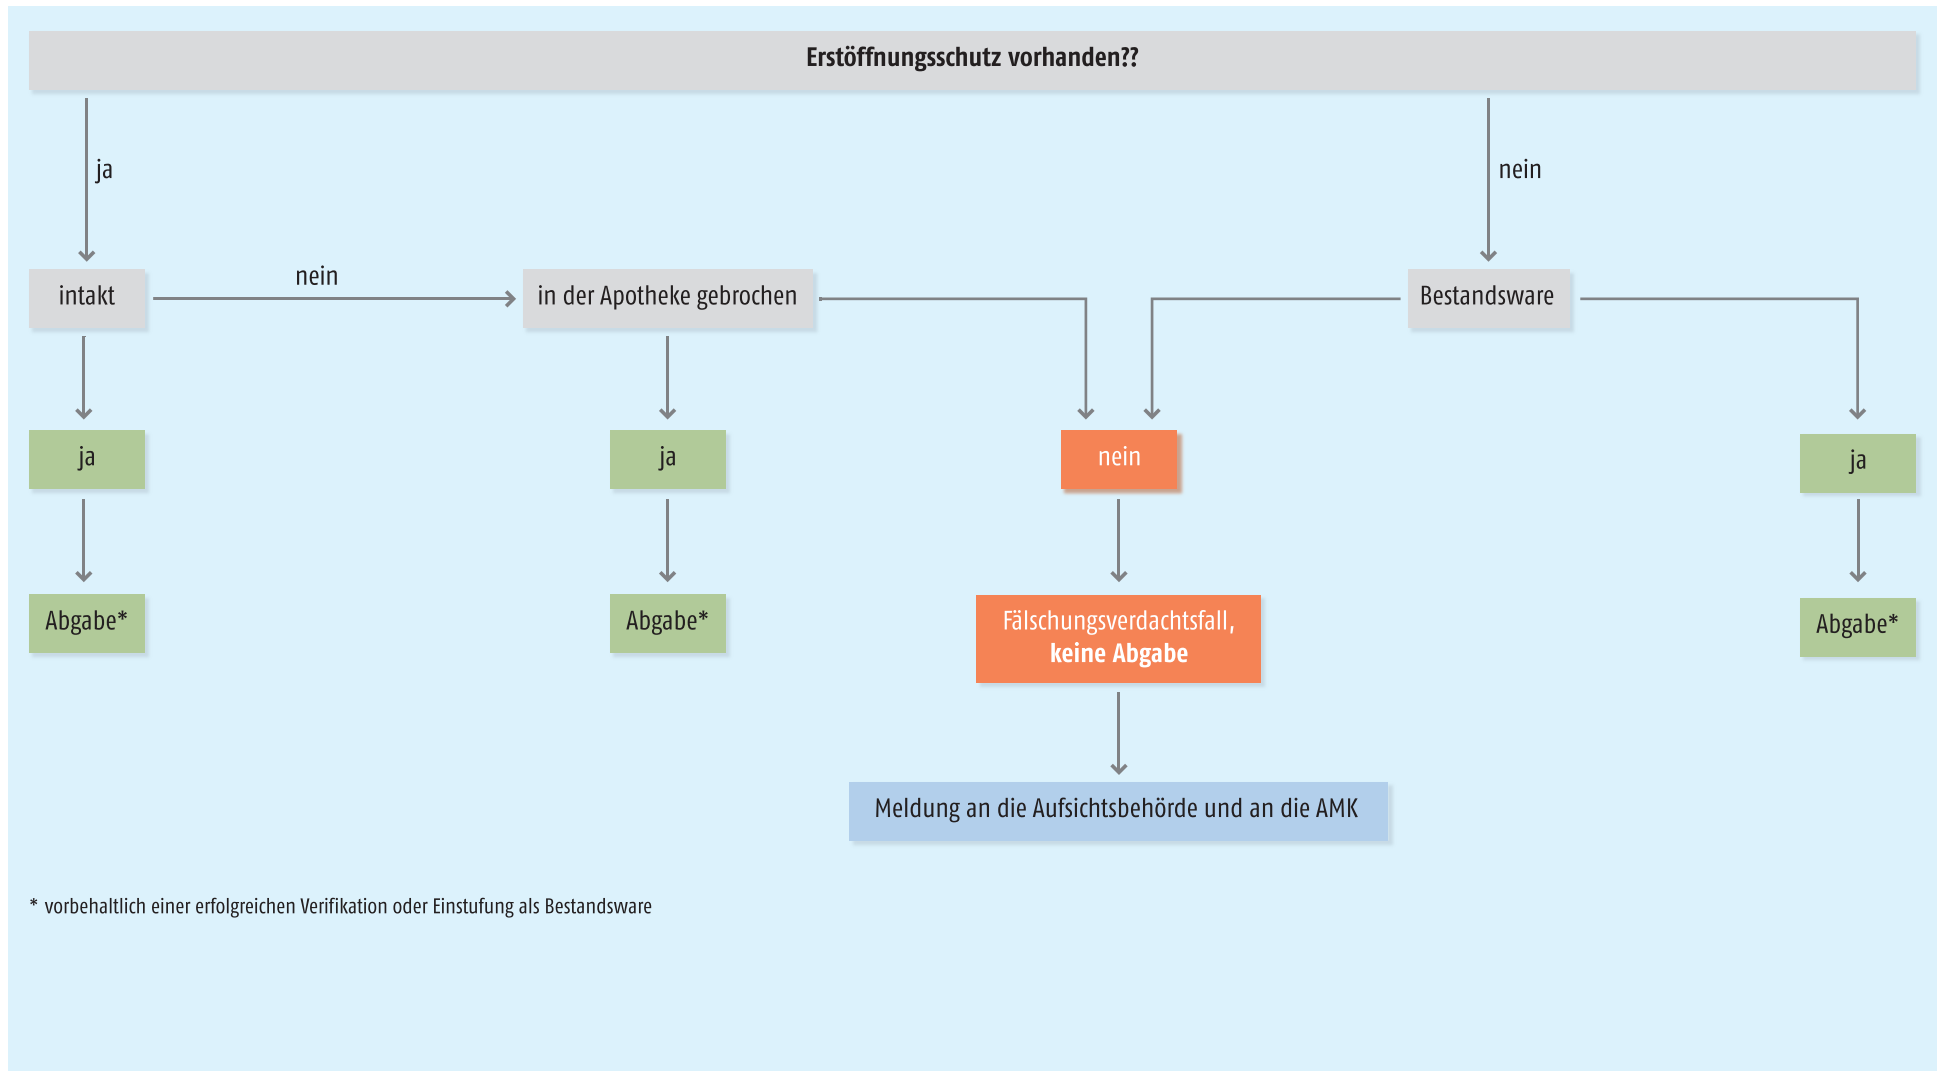 Erstöffnungsschutz vorhanden??
ja
nein
intakt
nein
in der Apotheke gebrochen
Bestandsware
ja
ja
nein
ja
Abgabe*
Abgabe*
Fälschungsverdachtsfall,
keine Abgabe
Abgabe*
Meldung an die Aufsichtsbehörde und an die AMK
* vorbehaltlich einer erfolgreichen Verifikation oder Einstufung als Bestandsware